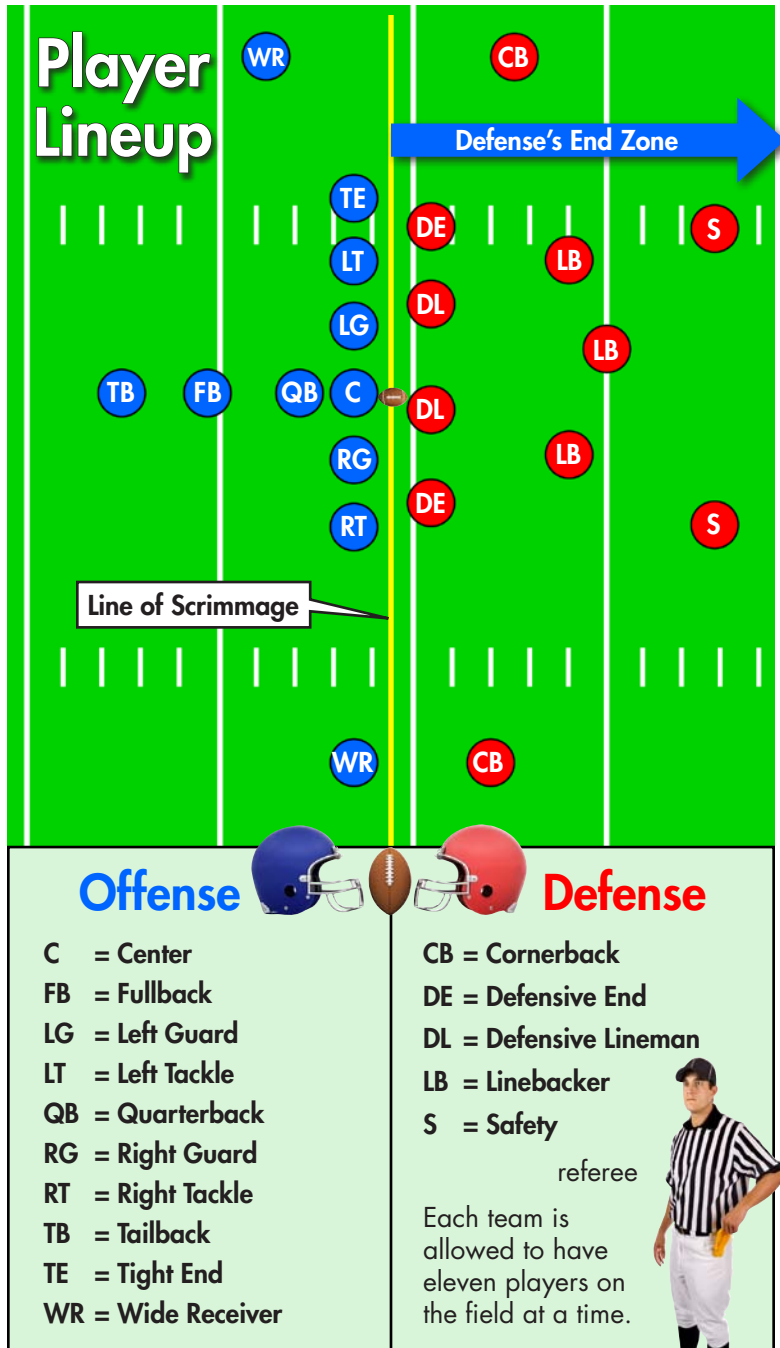 Player
Lineup
WR
CB
Defense's End Zone
TE
DE
S
LT
LB
DL
LG
LB
TB
FB
QB
C
DL
RG
LB
DE
RT
S
Line of Scrimmage
WR
CB
Offense
C = Center
FB = Fullback
LG = Left Guard
LT = Left Tackle
QB = Quarterback
RG = Right Guard
RT = Right Tackle
TB = Tailback
TE = Tight End
WR = Wide Receiver
Defense
CB = Cornerback
DE = Defensive End
DL = Defensive Lineman
LB = Linebacker
S = Safety
referee
Each team is
allowed to have
eleven players on
the field at a time.